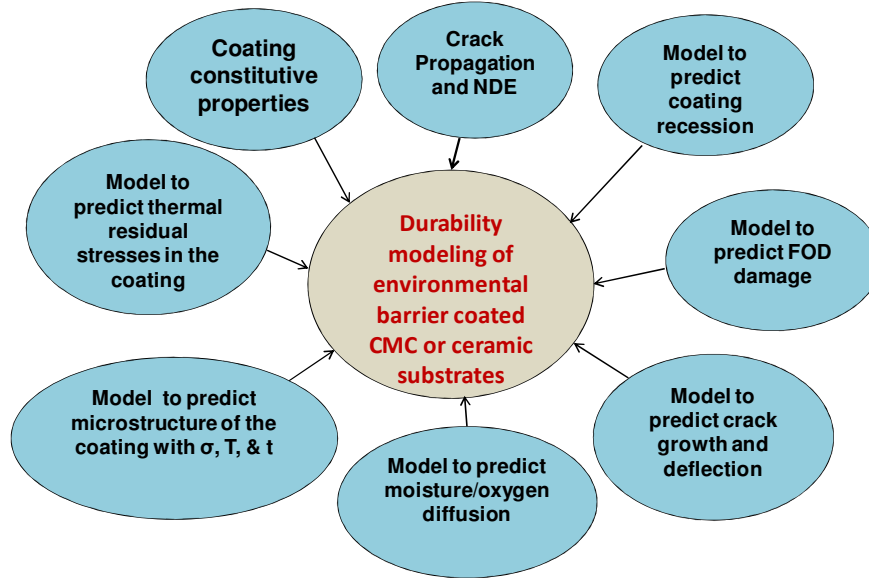 Coating
constitutive
properties
Crack
Propagation
and NDE
Model to
predict
coating
recession
Model to
predict thermal
residual
stresses in the
coating
Durability
modeling of
environmental
barrier coated
CMC or ceramic
substrates
Model to
predict FOD
damage
Model to predict
microstructure of the
coating with σ, T, & t
Model to predict
moisture/oxygen
diffusion
Model to
predict crack
growth and
deflection